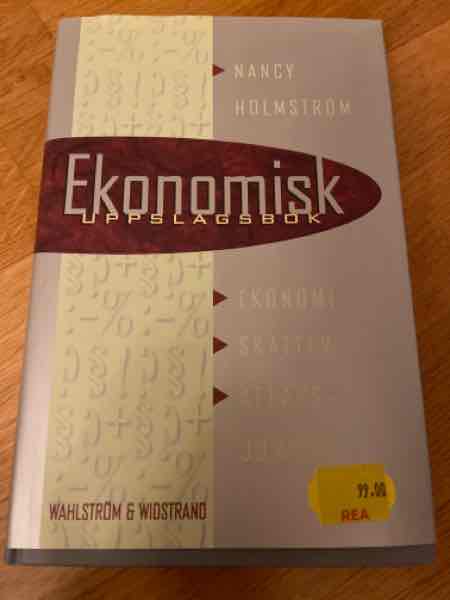 NANCY
HOLMSTRÖM
Ekonomisk
UPPSLAGSBOK
EKONOMI
SKATTER
WAHLSTRÖM & WIDSTRAND
99.00
REA